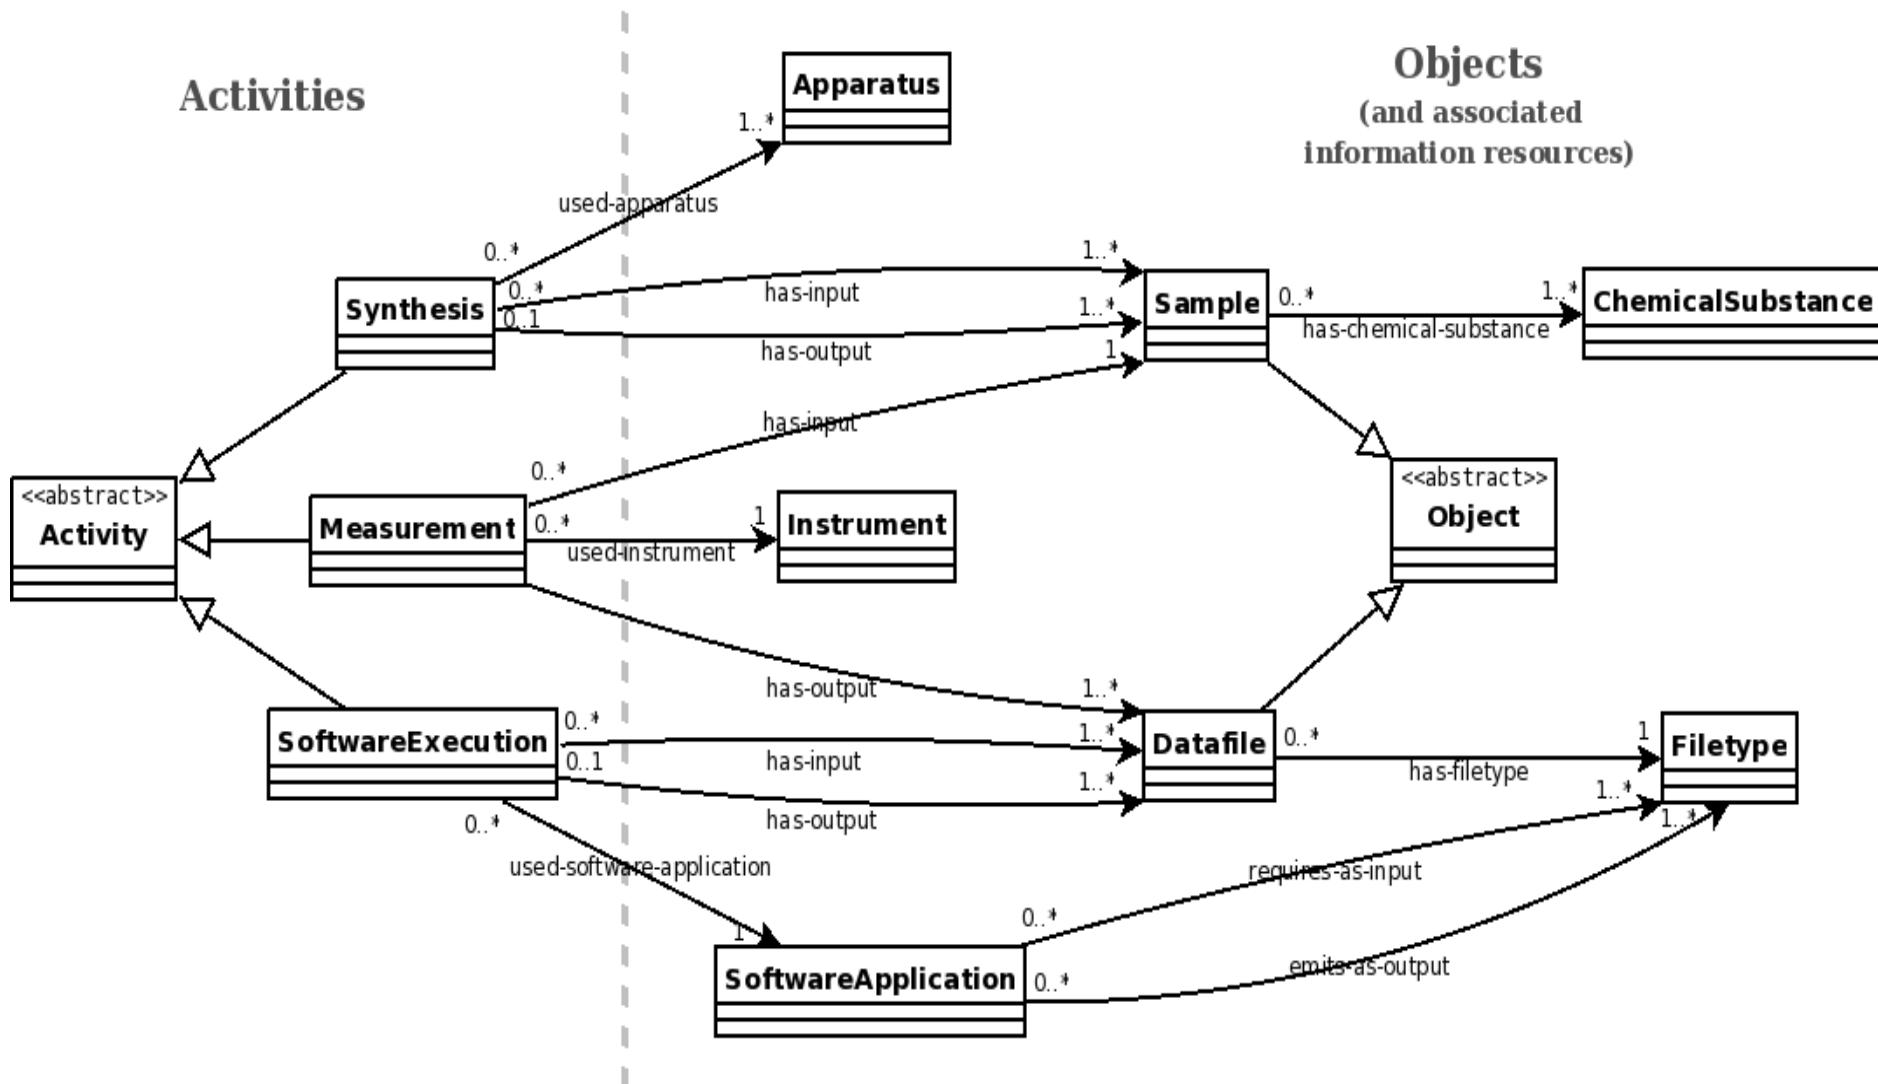 Activities
Objects
(and associated
information resources)
Apparatus
1..*
used-apparatus
0..*
Synthesis
0..*
has-input
1..*
0..1
has-output
1..*
Sample
0..*
has-chemical-substance
1..*
ChemicalSubstance
1
has-input
0..*
<<abstract>>
Activity
Measurement
0..*
used-instrument
1
Instrument
<<abstract>>
Object
has-output
1..*
SoftwareExecution
0..*
has-input
1..*
0..1
has-output
1..*
Datafile
0..*
has-filetype
1
Filetype
0..*
used-software-application
1
SoftwareApplication
0..*
requires-as-input
1..*
0..*
emits-as-output
1..*